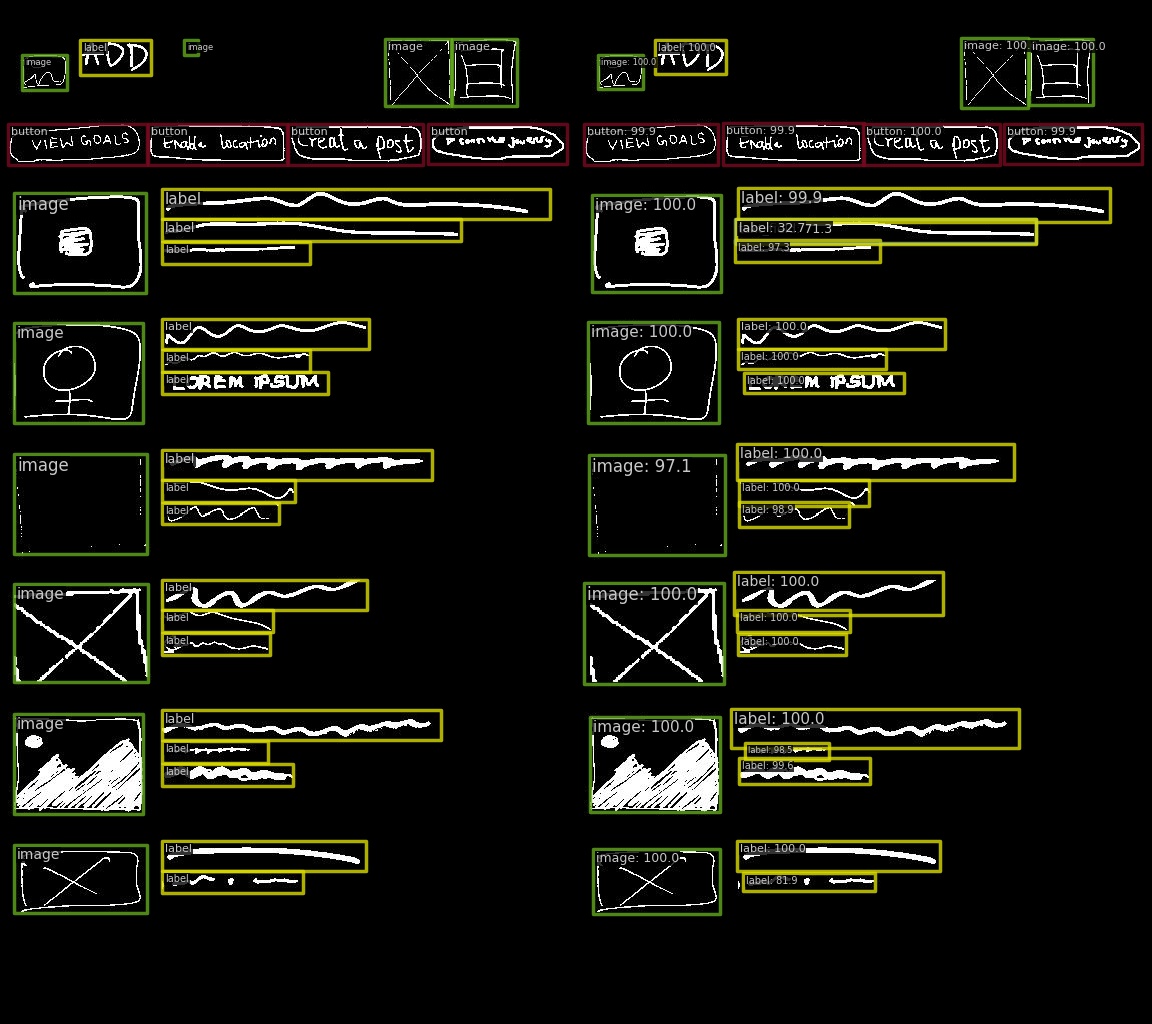 image
label
ADD
image
image
image
image: 100.0
label: 100.0
ADD
image: 100.
image: 100.0
button
VIEW GOALS
button
Enable location
button
Creat a post
button
button: 99.9
VIEW GOALS
button: 99.9
Enable location
button: 100.0
Creat a post
button: 99.9
image
label
label
label
image: 100.0
label: 99.9
label: 32.771.3
label: 97.3
image
label
label
label
LOREM IPSUM
image: 100.0
label: 100.0
label: 100.0
label: 100.0
LOREM IPSUM
image
label
label
label
image: 97.1
label: 100.0
label: 100.0
label: 98.9
image
label
label
label
image: 100.0
label: 100.0
label: 100.0
label: 100.0
image
label
label
label
image: 100.0
label: 100.0
label: 98.5
label: 99.6
image
label
label
image: 100.0
label: 100.0
label: 81.9